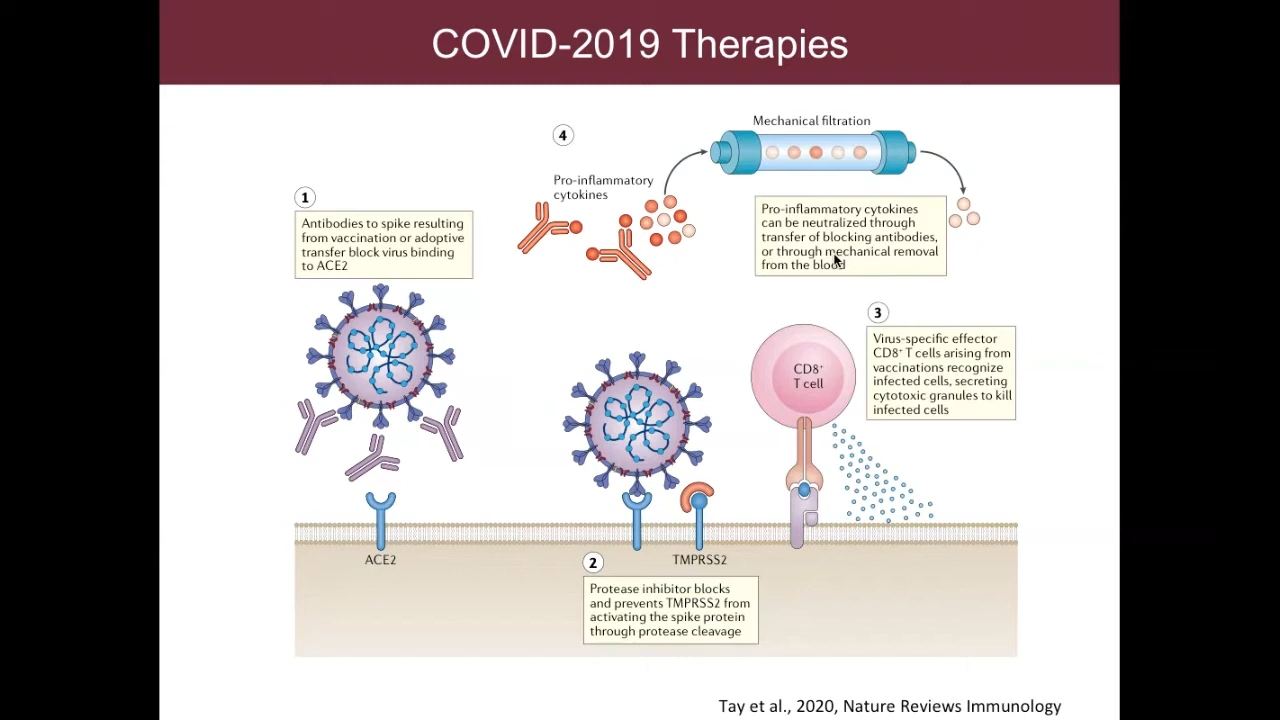 COVID-2019 Therapies
1
Antibodies to spike resulting
from vaccination or adoptive
transfer block virus binding
to ACE2
4
Pro-inflammatory
cytokines
Mechanical filtration
Pro-inflammatory cytokines
can be neutralized through
transfer of blocking antibodies,
or through mechanical removal
from the blood
3
Virus-specific effector
CD8⁺ T cells arising from
vaccinations recognize
infected cells, secreting
cytotoxic granules to kill
infected cells
CD8⁺
T cell
ACE2
TMPRSS2
2
Protease inhibitor blocks
and prevents TMPRSS2 from
activating the spike protein
through protease cleavage
Tay et al., 2020, Nature Reviews Immunology